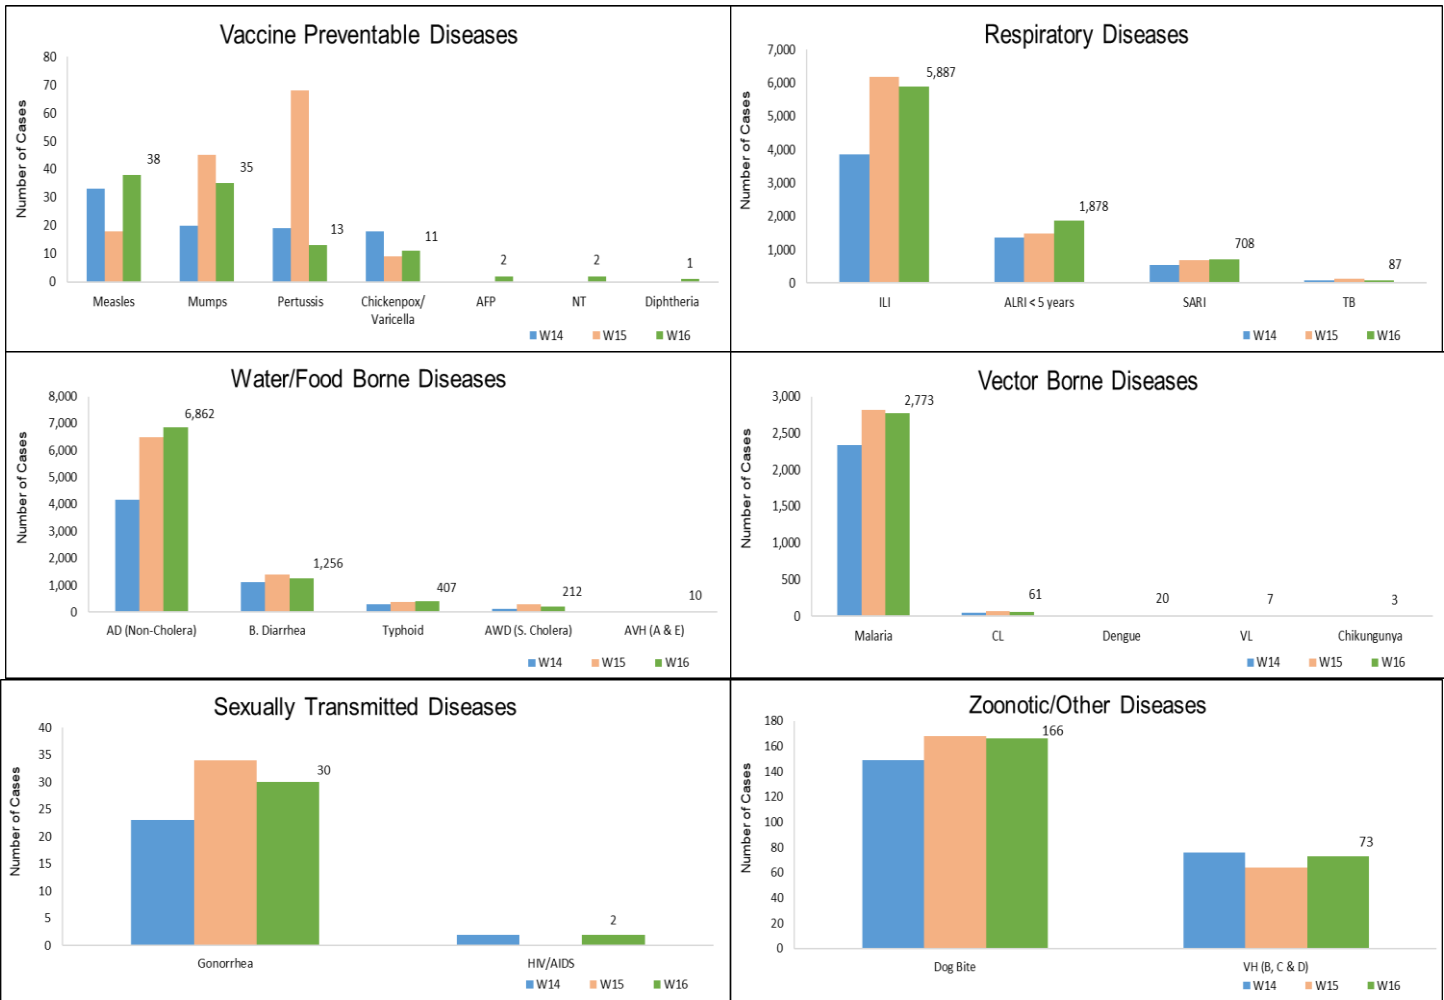 Vaccine Preventable Diseases
Number of Cases
80
70
60
50
40
30
20
10
0
38
35
13
11
2
2
1
Measles
Mumps
Pertussis
Chickenpox/
Varicella
AFP
NT
Diphtheria
W14
W15
W16
Respiratory Diseases
Number of Cases
7,000
6,000
5,000
4,000
3,000
2,000
1,000
0
5,887
1,878
708
87
ILI
ALRI < 5 years
SARI
TB
W14
W15
W16
Water/Food Borne Diseases
Number of Cases
8,000
7,000
6,000
5,000
4,000
3,000
2,000
1,000
0
6,862
1,256
407
212
10
AD (Non-Cholera)
B. Diarrhea
Typhoid
AWD (S. Cholera)
AVH (A & E)
W14
W15
W16
Vector Borne Diseases
Number of Cases
3,000
2,500
2,000
1,500
1,000
500
0
2,773
61
20
7
3
Malaria
CL
Dengue
VL
Chikungunya
W14
W15
W16
Sexually Transmitted Diseases
Number of Cases
40
35
30
25
20
15
10
5
0
30
2
Gonorrhea
HIV/AIDS
W14
W15
W16
Zoonotic/Other Diseases
Number of Cases
180
160
140
120
100
80
60
40
20
0
166
73
Dog Bite
VH (B, C & D)
W14
W15
W16